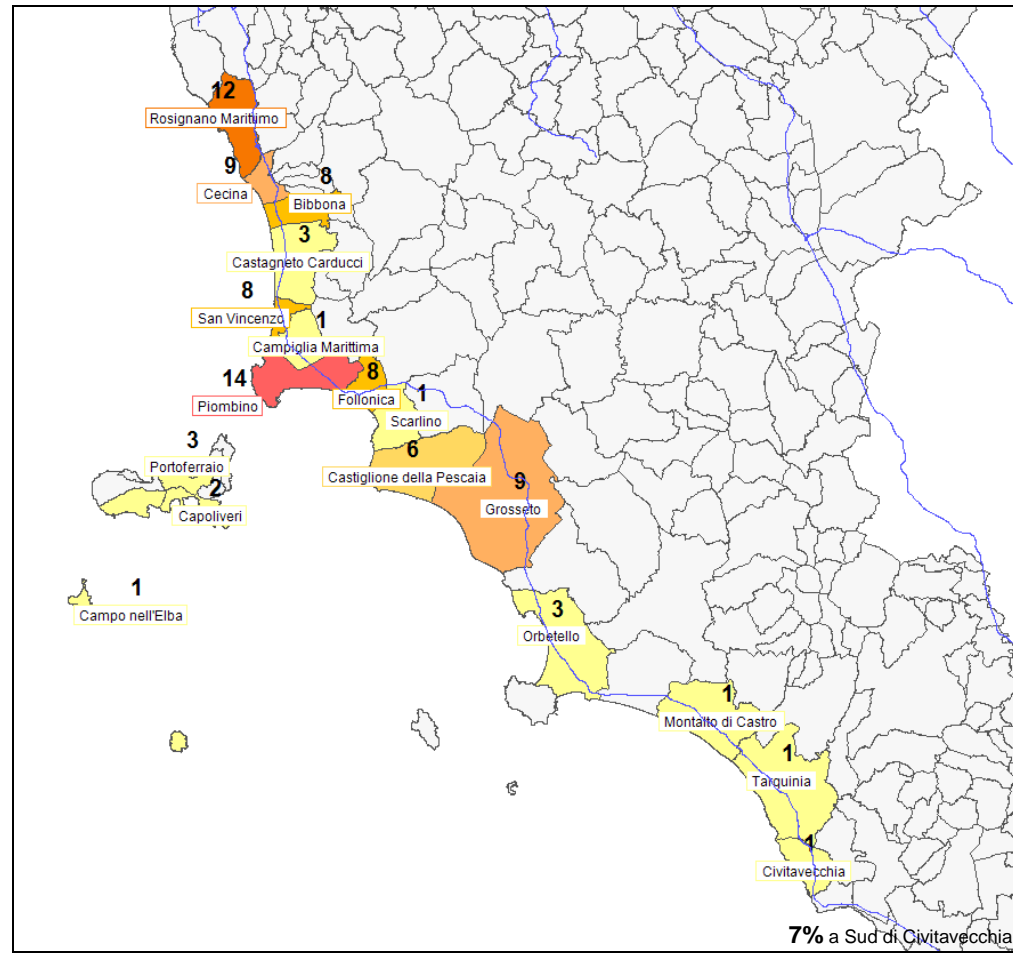 12
Rosignano Marittimo
9
Cecina
8
Bibbona
3
Castagneto Carducci
8
San Vincenzo
1
Campiglia Marittima
14
Piombino
8
Follonica
1
Scarlino
3
Portoferraio
2
Capoliveri
6
Castiglione della Pescaia
9
Grosseto
1
Campo nell'Elba
3
Orbetello
1
Montalto di Castro
1
Tarquinia
1
Civitavecchia
7% a Sud di Civitavecchia